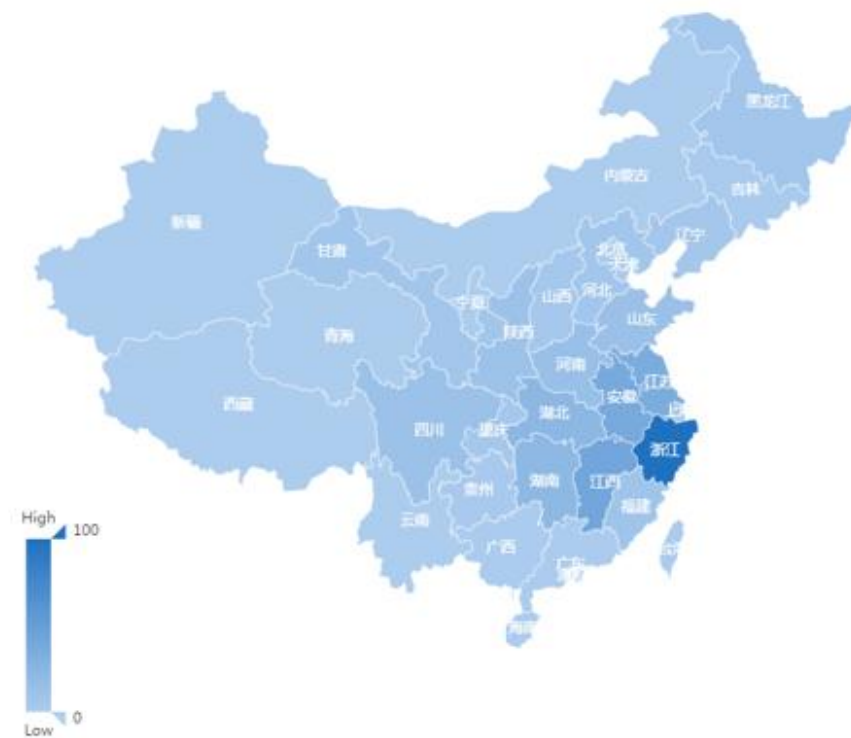 黑龙江
内蒙古
吉林
新疆
辽宁
甘肃
北京
宁夏
山西
河北
山东
青海
陕西
河南
西藏
江苏
安徽
四川
重庆
湖北
浙江
湖南
江西
贵州
福建
云南
广西
广东
High
100
0
Low